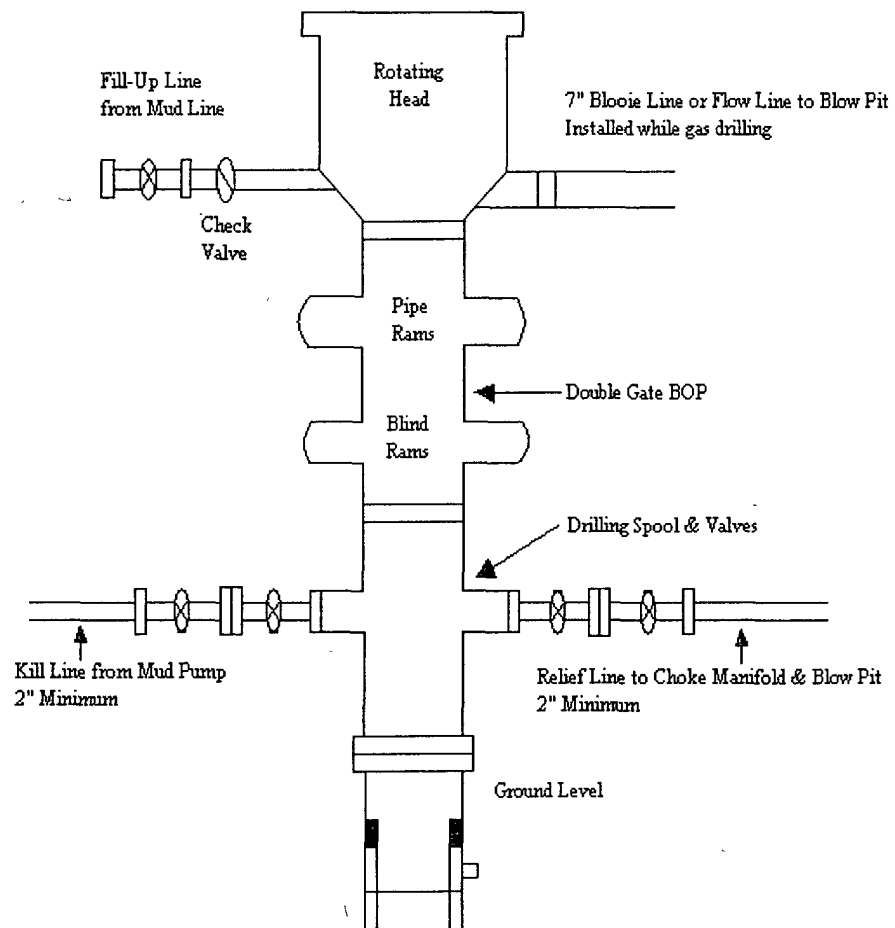 Rotating
Head
Fill-Up Line
from Mud Line
7" Blooie Line or Flow Line to Blow Pit
Installed while gas drilling
Check
Valve
Pipe
Rams
Double Gate BOP
Blind
Rams
Drilling Spool & Valves
Kill Line from Mud Pump
2" Minimum
Relief Line to Choke Manifold & Blow Pit
2" Minimum
Ground Level